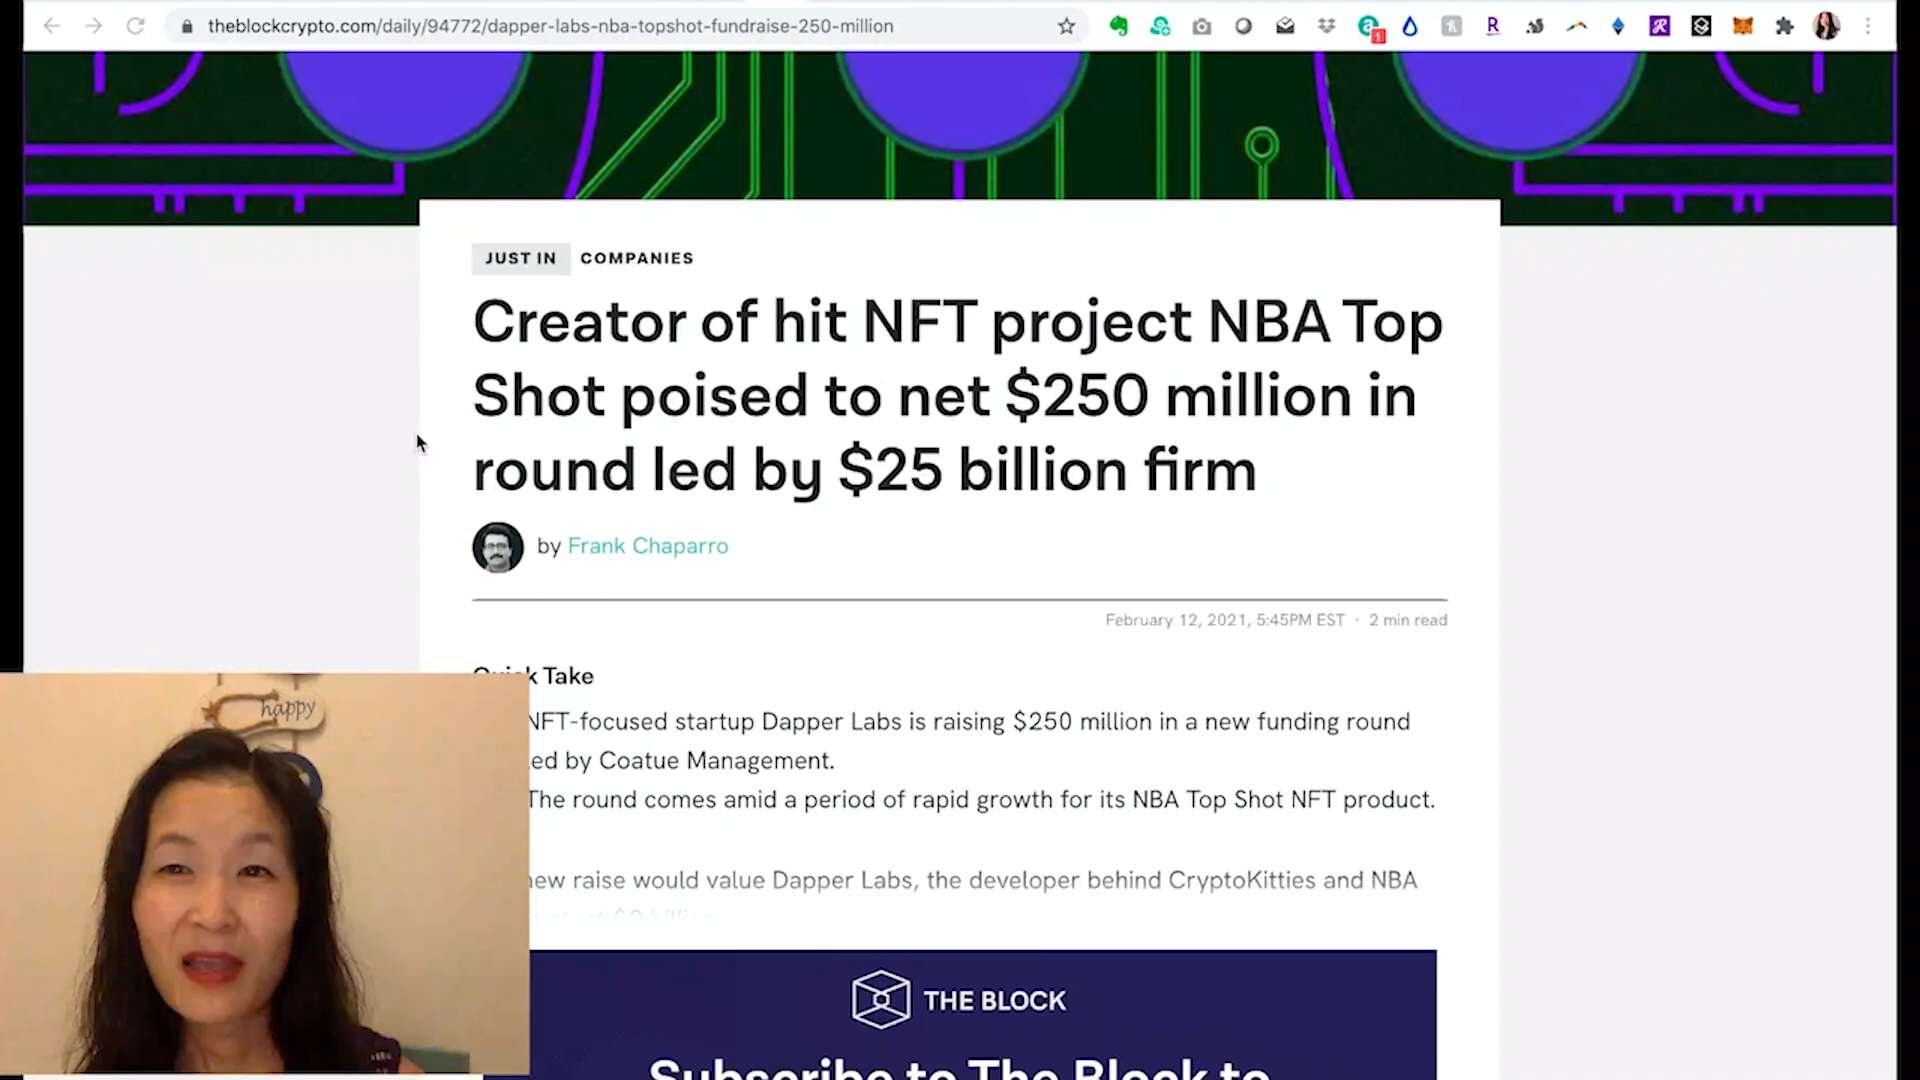 theblockcrypto.com/daily/94772/dapper-labs-nba-topshot-fundraise-250-million
JUST IN COMPANIES
Creator of hit NFT project NBA Top
Shot poised to net $250 million in
round led by $25 billion firm
by Frank Chaparro
February 12, 2021, 5:45PM EST · 2 min read
Quick Take
NFT-focused startup Dapper Labs is raising $250 million in a new funding round
led by Coatue Management.
The round comes amid a period of rapid growth for its NBA Top Shot NFT product.
new raise would value Dapper Labs, the developer behind CryptoKitties and NBA
happy
THE BLOCK
Subscribe to The Block to